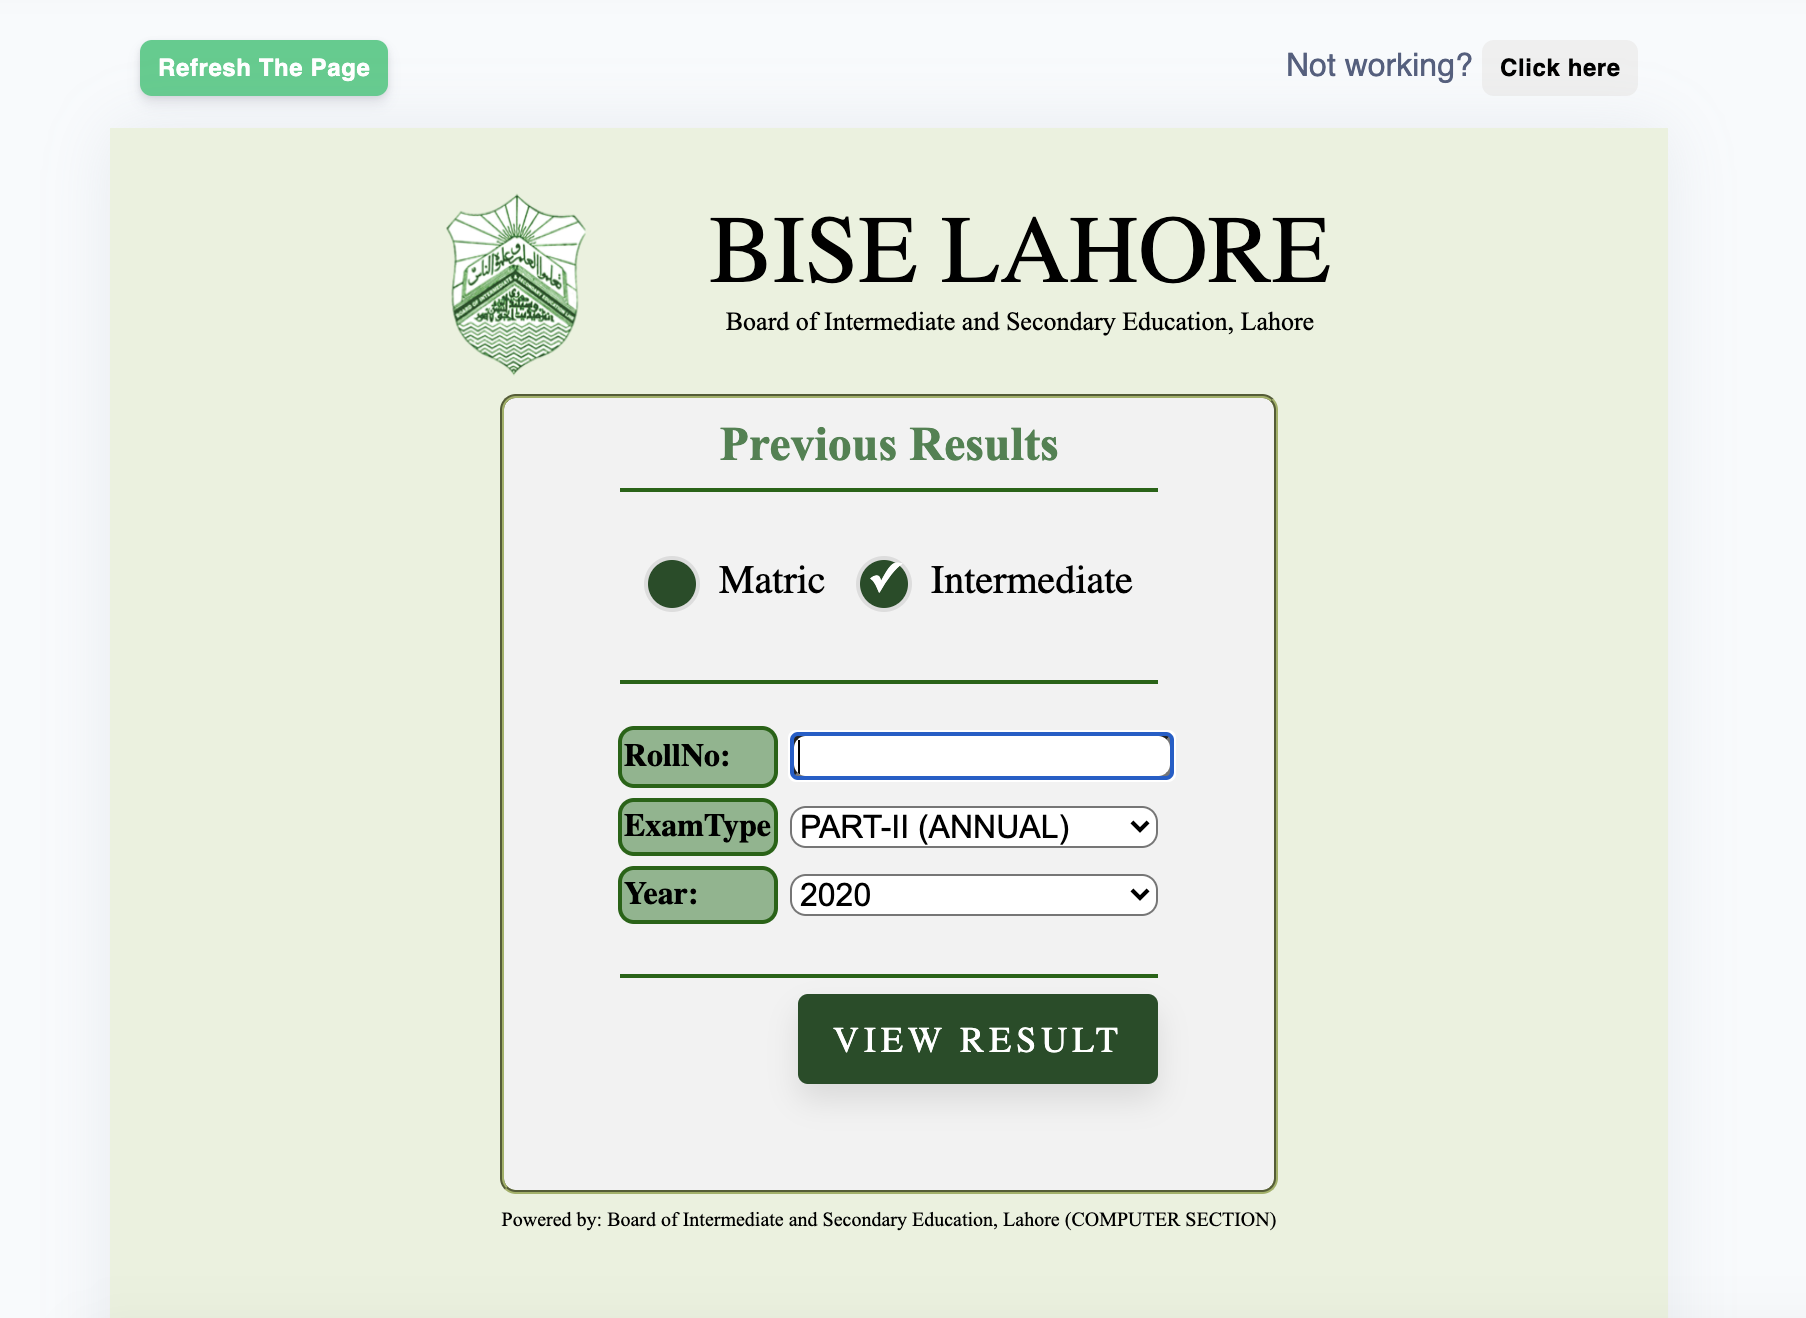 Refresh The Page
Not working? Click here
BISE LAHORE
Board of Intermediate and Secondary Education, Lahore
Previous Results
Matric Intermediate
RollNo:
ExamType PART-II (ANNUAL)
Year: 2020
VIEW RESULT
Powered by: Board of Intermediate and Secondary Education, Lahore (COMPUTER SECTION)